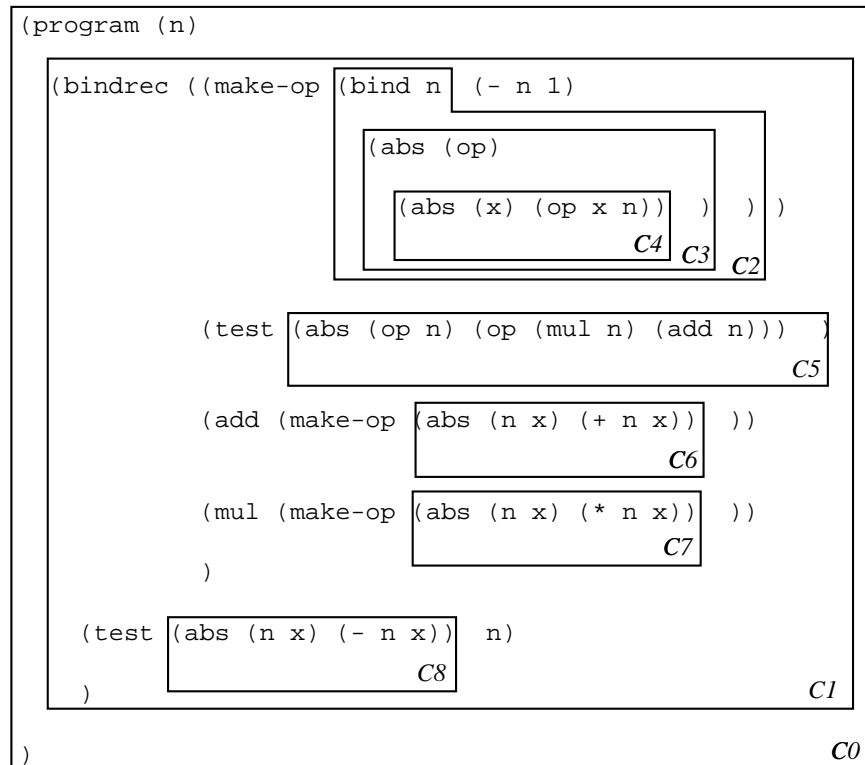 (program (n)
(bindrec ((make-op (bind n (- n 1)
(abs (op)
(abs (x) (op x n)) ) ) )
C4 C3 C2
(test (abs (op n) (op (mul n) (add n))) )
C5
(add (make-op (abs (n x) (+ n x)) ))
C6
(mul (make-op (abs (n x) (* n x)) ))
C7
)
(test (abs (n x) (- n x)) n)
C8
) C1
) C0